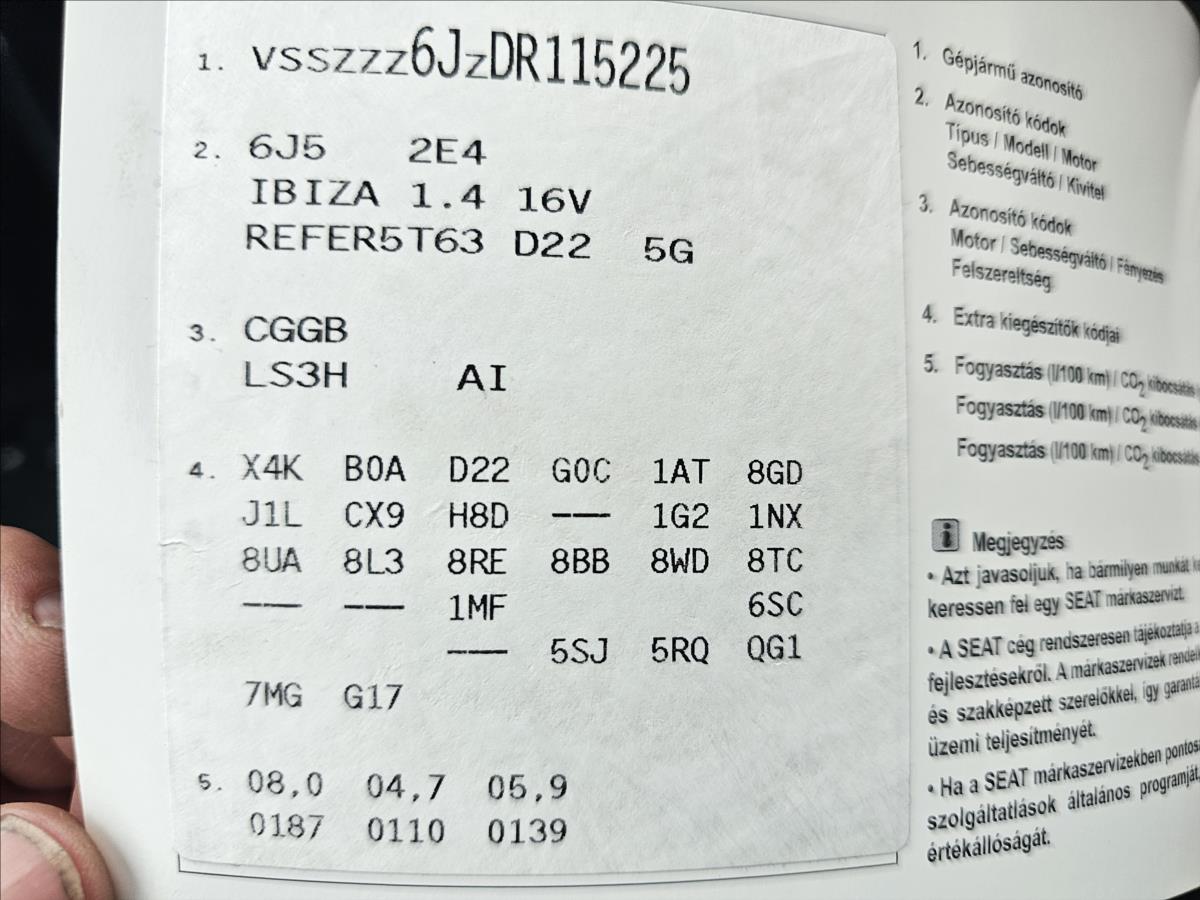 1. VSSZZZ6JZDR115225
2. 6J5 2E4
IBIZA 1.4 16V
REFER5T63 D22 5G
3. CGGB
LS3H AI
4. X4K B0A D22 G0C 1AT 8GD
J1L CX9 H8D --- 1G2 1NX
8UA 8L3 8RE 8BB 8WD 8TC
--- --- 1MF 6SC
--- 5SJ 5RQ QG1
7MG G17
5. 08,0 04,7 05,9
0187 0110 0139
1. Gépjármű azonosító
2. Azonosító kódok
Típus / Modell / Motor
Sebességváltó / Kivitel
3. Azonosító kódok
Motor / Sebességváltó / Fényezés
Felszereltség
4. Extra kiegészítők kódjai
5. Fogyasztás (l/100 km) / CO2 kibocsátás
Fogyasztás (l/100 km) / CO2 kibocsátás
Fogyasztás (l/100 km) / CO2 kibocsátás
i Megjegyzés
• Azt javasoljuk, ha bármilyen munkát
keressen fel egy SEAT márkaszervizt.
• A SEAT cég rendszeresen tájékoztatja a
fejlesztésekről. A márkaszervizek
és szakképzett szerelőkkel, így
üzemi teljesítményét.
• Ha a SEAT márkaszervizekben
szolgáltatlások általános programját,
értékállóságát.